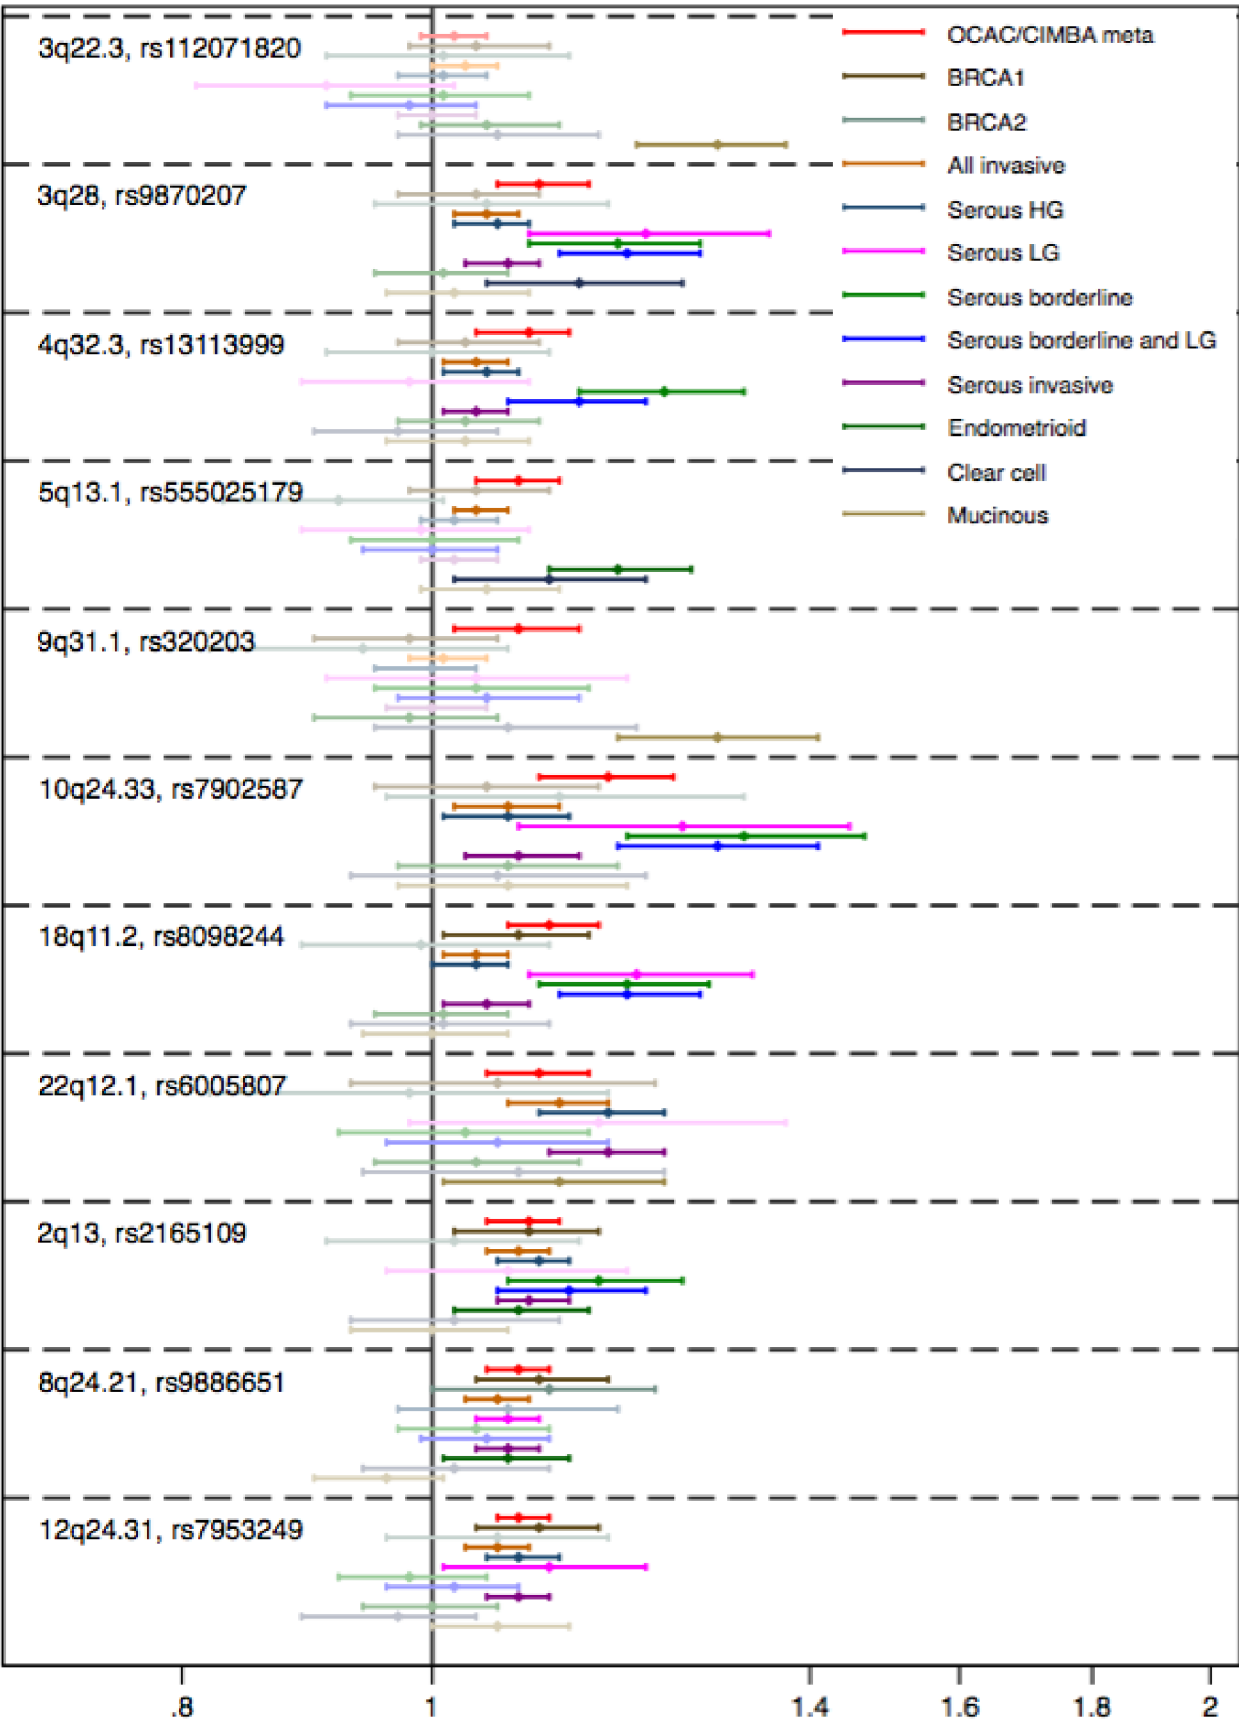 3q22.3, rs112071820
3q28, rs9870207
4q32.3, rs13113999
5q13.1, rs555025179
9q31.1, rs320203
10q24.33, rs7902587
18q11.2, rs8098244
22q12.1, rs6005807
2q13, rs2165109
8q24.21, rs9886651
12q24.31, rs7953249
OCAC/CIMBA meta
BRCA1
BRCA2
All invasive
Serous HG
Serous LG
Serous borderline
Serous borderline and LG
Serous invasive
Endometrioid
Clear cell
Mucinous
.8 1 1.4 1.6 1.8 2